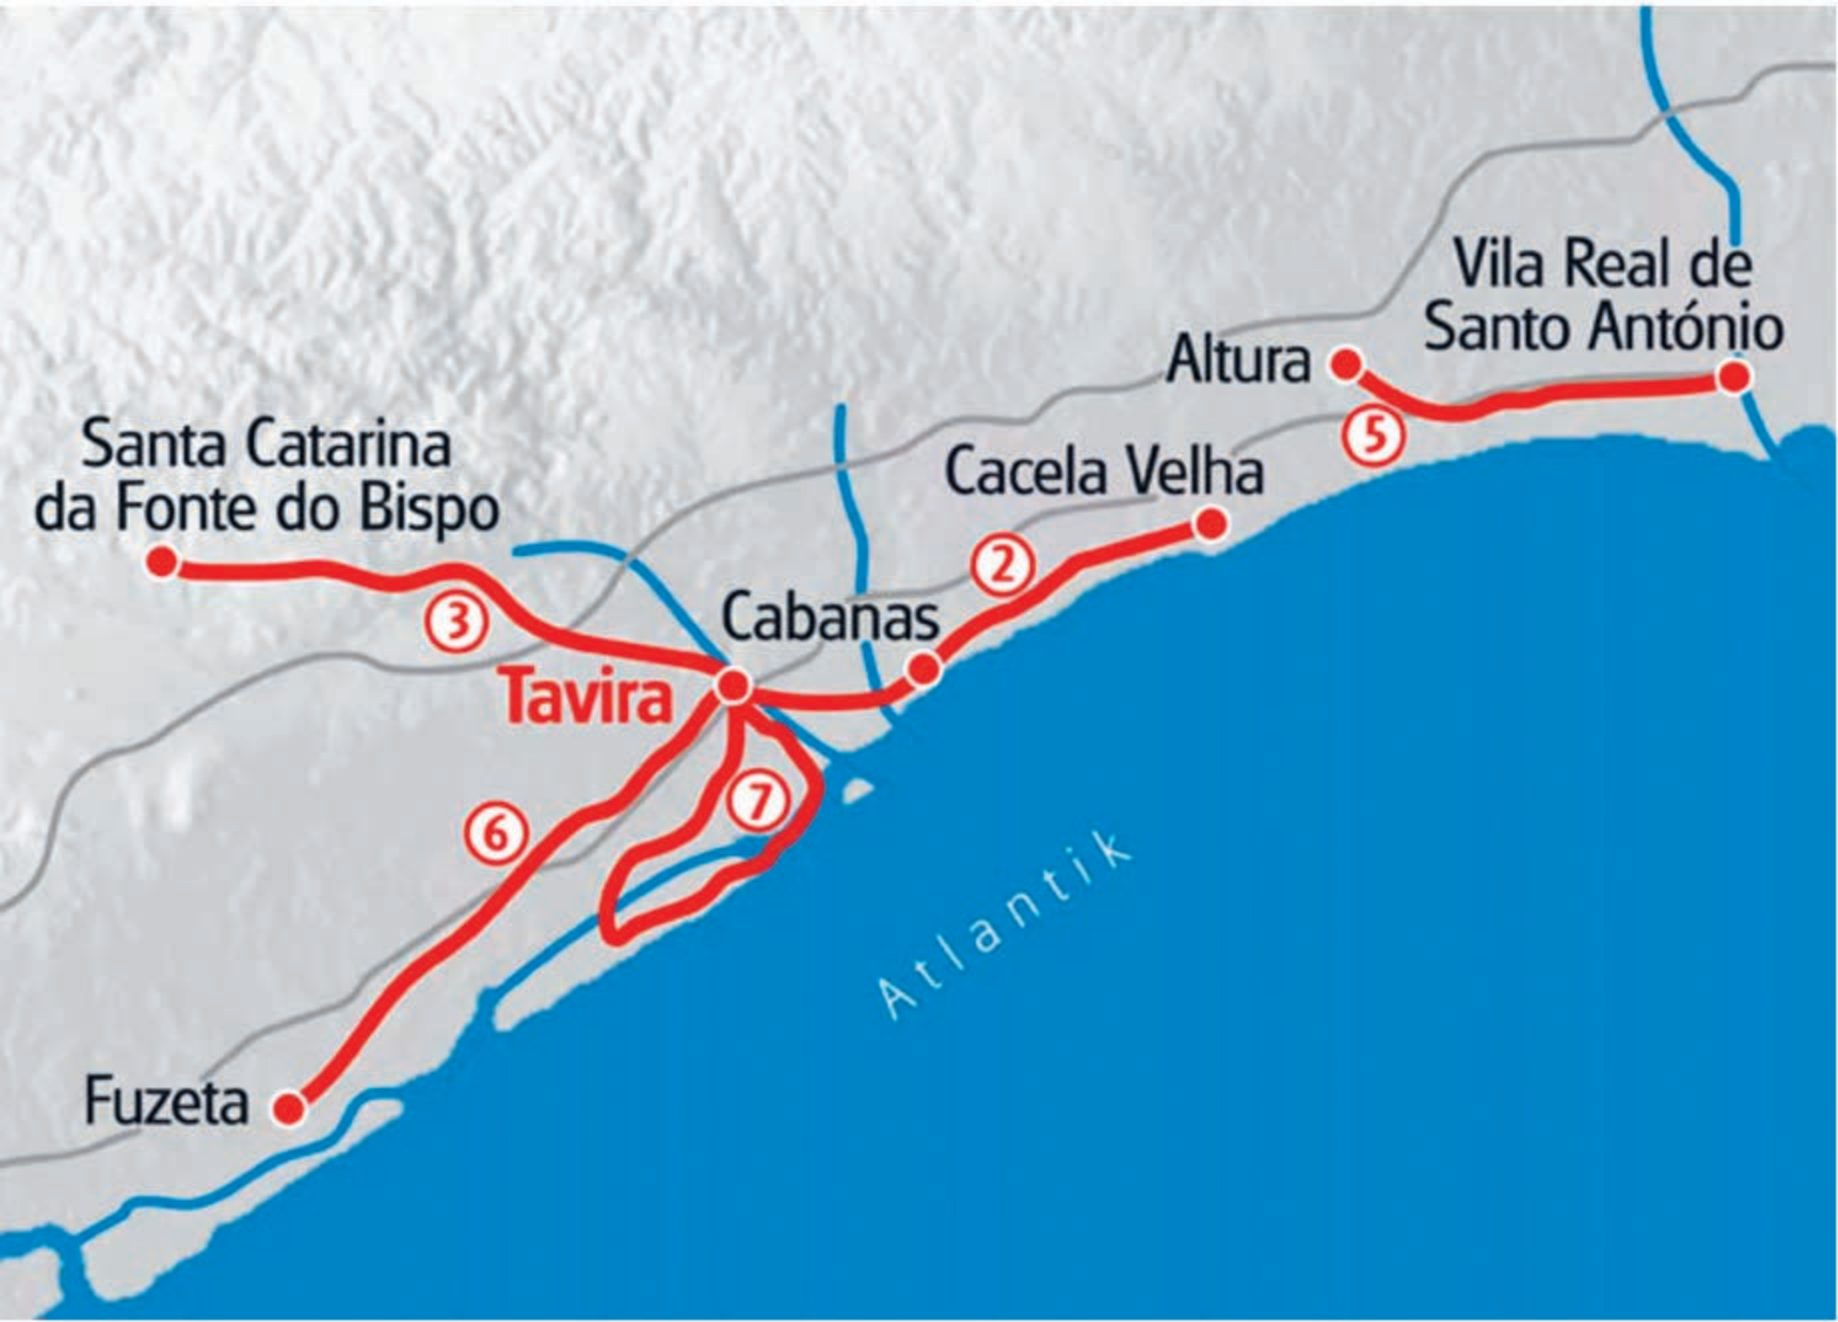 Vila Real de
Santo António
Altura
5
Santa Catarina
da Fonte do Bispo
Cacela Velha
2
3
Cabanas
Tavira
7
6
Atlantik
Fuzeta